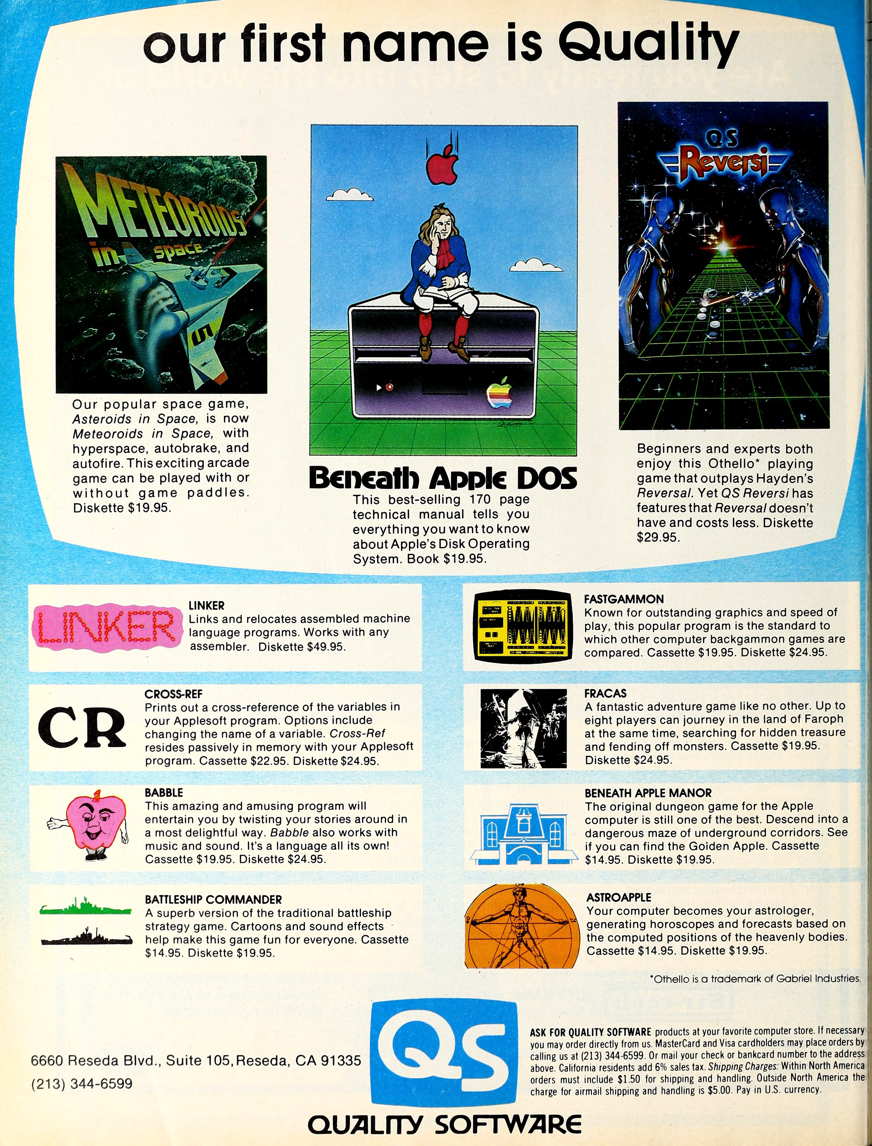 our first name is Quality
METEOROIDS
in space
Our popular space game,
Asteroids in Space, is now
Meteoroids in Space, with
hyperspace, autobrake, and
autofire. This exciting arcade
game can be played with or
without game paddles.
Diskette $19.95.
Beneath Apple DOS
This best-selling 170 page
technical manual tells you
everything you want to know
about Apple's Disk Operating
System. Book $19.95.
QS
Reversi
Beginners and experts both
enjoy this Othello* playing
game that outplays Hayden's
Reversal. Yet QS Reversi has
features that Reversal doesn't
have and costs less. Diskette
$29.95.
LINKER
LINKER
Links and relocates assembled machine
language programs. Works with any
assembler. Diskette $49.95.
CR
CROSS-REF
Prints out a cross-reference of the variables in
your Applesoft program. Options include
changing the name of a variable. Cross-Ref
resides passively in memory with your Applesoft
program. Cassette $22.95. Diskette $24.95.
BABBLE
This amazing and amusing program will
entertain you by twisting your stories around in
a most delightful way. Babble also works with
music and sound. It's a language all its own!
Cassette $19.95. Diskette $24.95.
BATTLESHIP COMMANDER
A superb version of the traditional battleship
strategy game. Cartoons and sound effects
help make this game fun for everyone. Cassette
$14.95. Diskette $19.95.
FASTGAMMON
Known for outstanding graphics and speed of
play, this popular program is the standard to
which other computer backgammon games are
compared. Cassette $19.95. Diskette $24.95.
FRACAS
A fantastic adventure game like no other. Up to
eight players can journey in the land of Faroph
at the same time, searching for hidden treasure
and fending off monsters. Cassette $19.95.
Diskette $24.95.
BENEATH APPLE MANOR
The original dungeon game for the Apple
computer is still one of the best. Descend into a
dangerous maze of underground corridors. See
if you can find the Golden Apple. Cassette
$14.95. Diskette $19.95.
ASTROAPPLE
Your computer becomes your astrologer,
generating horoscopes and forecasts based on
the computed positions of the heavenly bodies.
Cassette $14.95. Diskette $19.95.
*Othello is a trademark of Gabriel Industries.
6660 Reseda Blvd., Suite 105, Reseda, CA 91335
(213) 344-6599
QS
QUALITY SOFTWARE
ASK FOR QUALITY SOFTWARE products at your favorite computer store. If necessary
you may order directly from us. MasterCard and Visa cardholders may place orders by
calling us at (213) 344-6599. Or mail your check or bankcard number to the address
above. California residents add 6% sales tax. Shipping Charges: Within North America
orders must include $1.50 for shipping and handling. Outside North America the
charge for airmail shipping and handling is $5.00. Pay in U.S. currency.